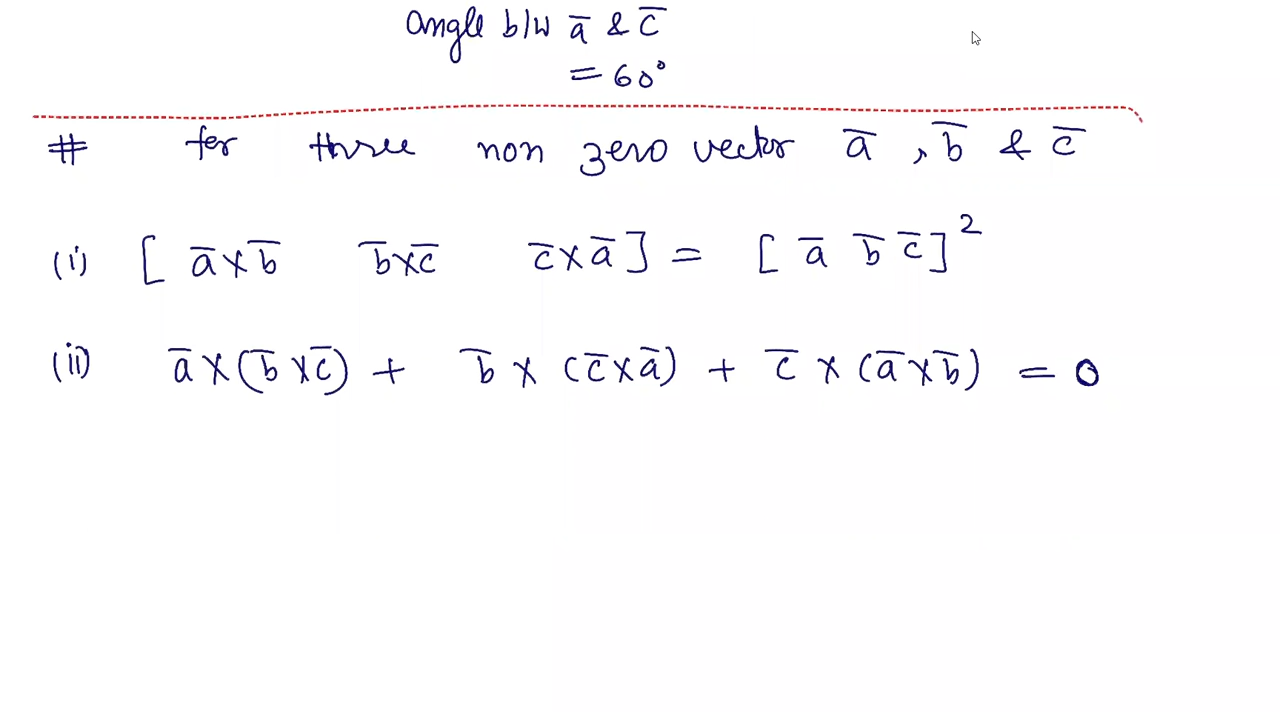 angle b/w a̅ & c̅
= 60°
# for three non zero vector a̅ , b̅ & c̅
(i) [ a̅×b̅ b̅×c̅ c̅×a̅ ] = [ a̅ b̅ c̅ ]²
(ii) a̅ × (b̅ × c̅) + b̅ × (c̅×a̅) + c̅ × (a̅×b̅) = 0